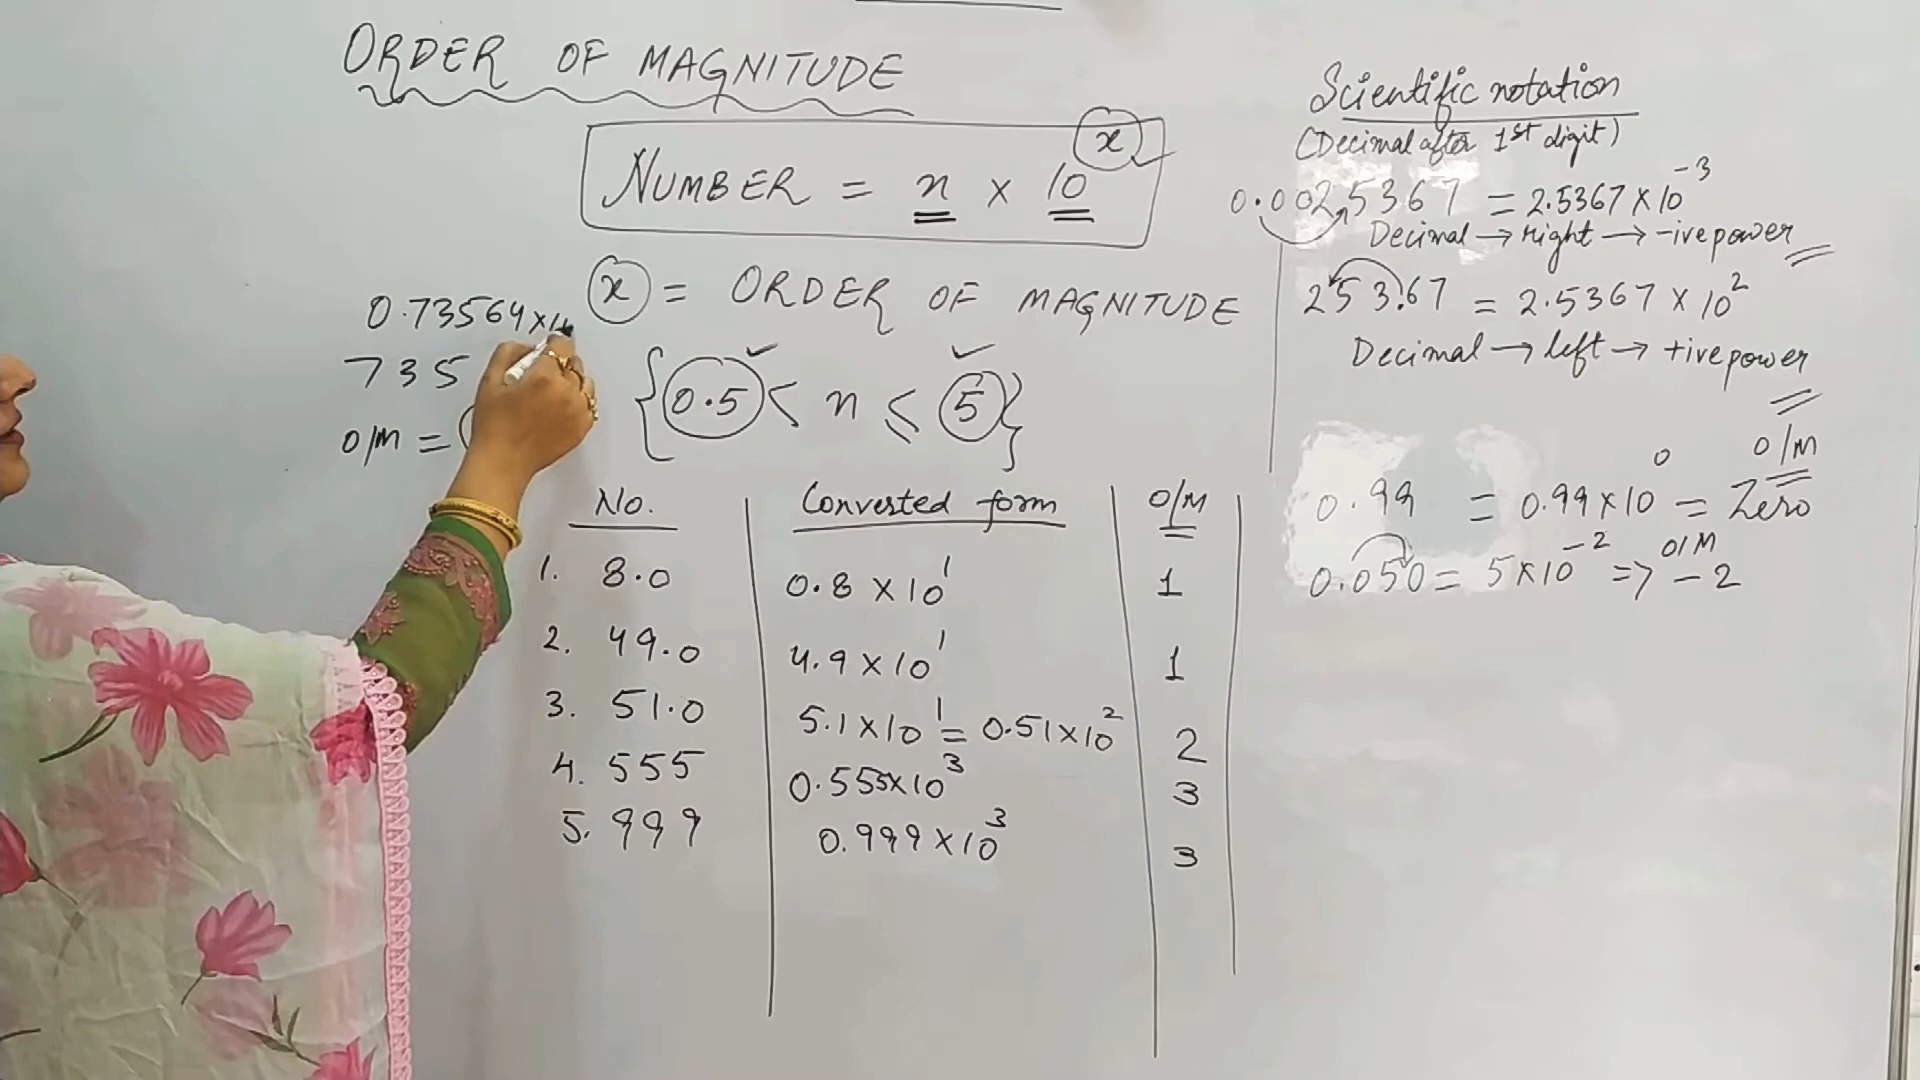 ORDER OF MAGNITUDE
NUMBER = n × 10^x
x = ORDER OF MAGNITUDE
0.73564 ×
735
O/M =
{0.5 < n ≤ 5}
No. Converted form O/M
1. 8.0 0.8 × 10^1 1
2. 49.0 4.9 × 10^1 1
3. 51.0 5.1 × 10^1 = 0.51 × 10^2 2
4. 555 0.555 × 10^3 3
5. 999 0.999 × 10^3 3
Scientific notation
(Decimal after 1st digit)
0.0025367 = 2.5367 × 10^-3
Decimal → right → -ive power
253.67 = 2.5367 × 10^2
Decimal → left → +ive power
O/M
0.99 = 0.99 × 10^0 = Zero
O/M
0.050 = 5 × 10^-2 => -2